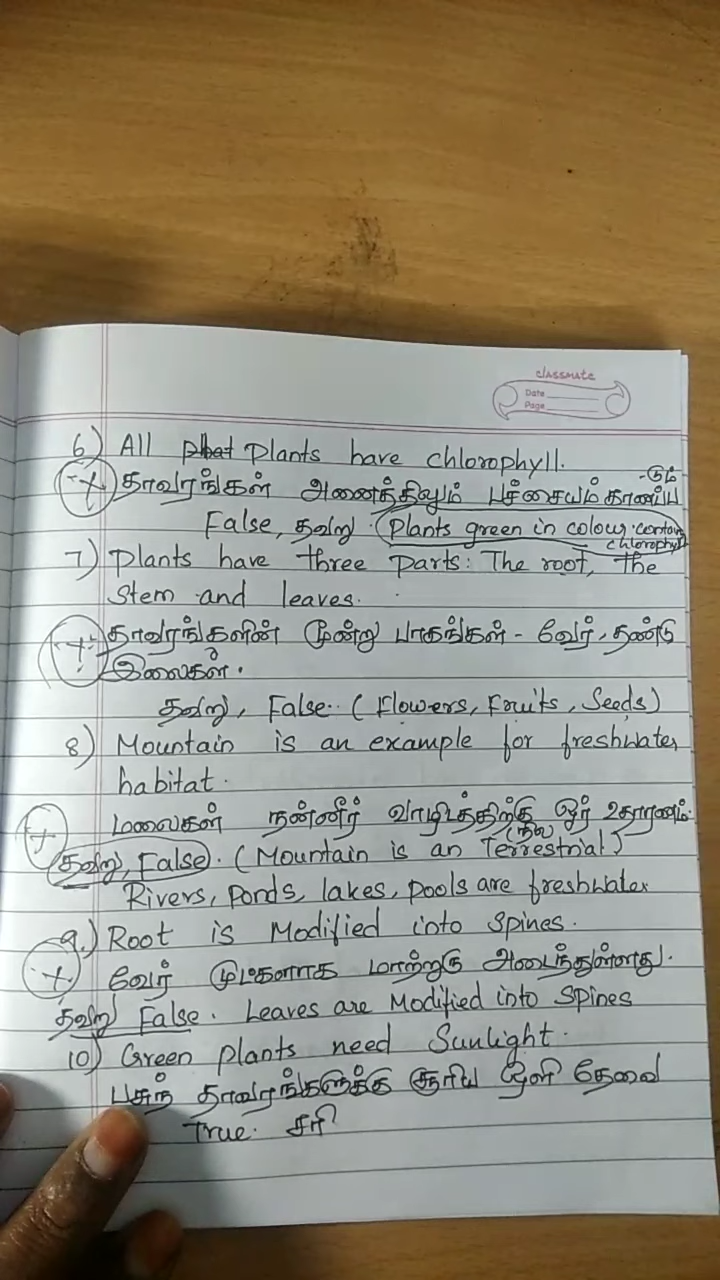 classmate
Date
Page
6) All Plants have chlorophyll.
தாவரங்கள் அனைத்திலும் பச்சையம் காணப்ப
-டும்
False, தவறு (Plants green in colour contain
chlorophyll
7) Plants have three parts: The root, The
Stem and leaves.
தாவரங்களின் மூன்று பாகங்கள் - வேர், தண்டு
இலைகள்.
தவறு, False.. (Flowers, Fruits, Seeds)
8) Mountain is an example for freshwater
habitat.
மலைகள் நன்னீர் வாழிடத்திற்கு ஓர் உதாரணம்.
(நில
தவறு, False. (Mountain is an Terrestrial)
Rivers, ponds, lakes, pools are freshwater
9.) Root is Modified into Spines.
வேர் முட்களாக மாற்றுரு அடைந்துள்ளது.
தவறு False. Leaves are Modified into Spines
10) Green plants need Sunlight.
பசுந் தாவரங்களுக்கு சூரிய ஒளி தேவை
True. சரி